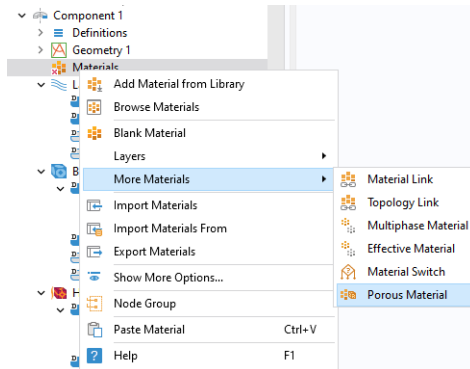 Component 1
Definitions
Geometry 1
Materials
L
Add Material from Library
Browse Materials
Blank Material
Layers
B
More Materials
Material Link
Topology Link
Import Materials
Multiphase Material
Import Materials From
Effective Material
Export Materials
Material Switch
Show More Options...
H
Porous Material
Node Group
Paste Material Ctrl+V
Help F1